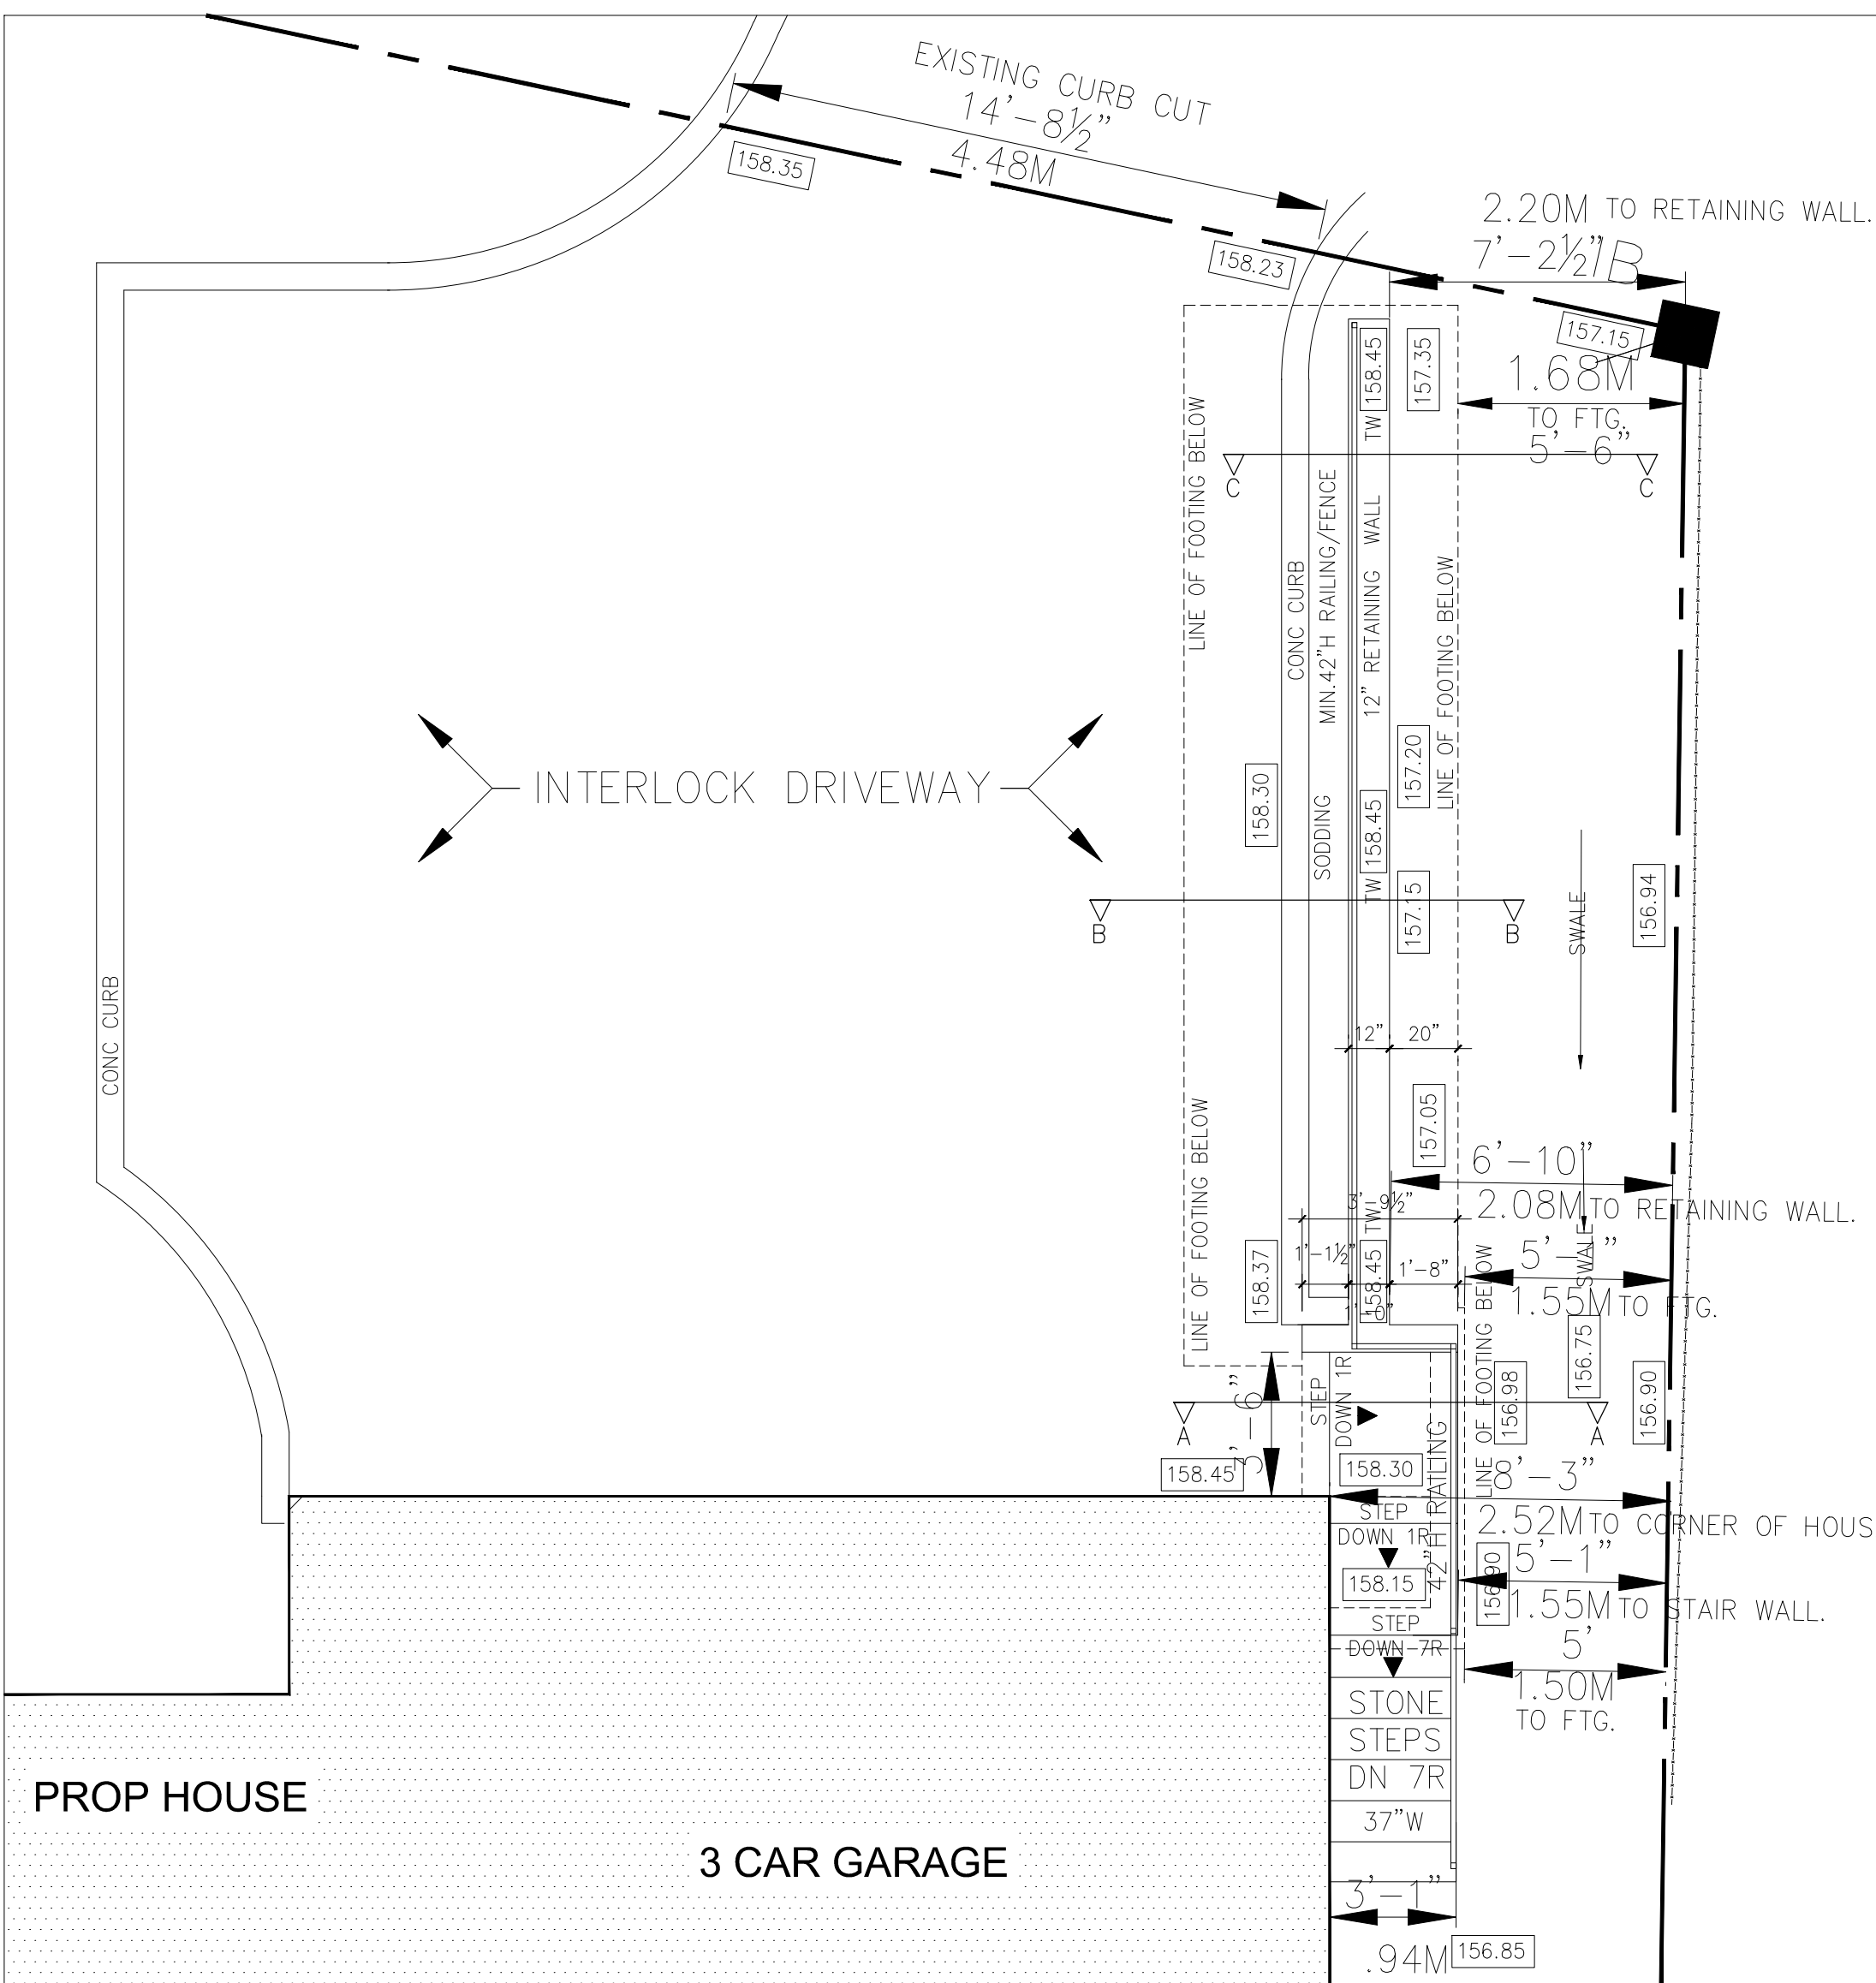 EXISTING CURB CUT
14'-8½"
4.48M
158.35
158.23
2.20M TO RETAINING WALL.
7'-2½"
IB
157.15
1.68M
TO FTG.
5'-6"
TW 158.45
157.35
LINE OF FOOTING BELOW
C
C
CONC CURB
MIN.42"H RAILING/FENCE
12" RETAINING WALL
LINE OF FOOTING BELOW
INTERLOCK DRIVEWAY
158.30
SODDING
TW 158.45
157.20
157.15
SWALE
156.94
B
B
CONC CURB
12"
20"
LINE OF FOOTING BELOW
157.05
6'-10"
2.08M TO RETAINING WALL.
3'-9½"
TW 158.45
158.37
1'-1½"
1'-8"
1'-0"
5'-1"
1.55M TO FTG.
SWALE
LINE OF FOOTING BELOW
156.75
156.98
156.90
3'-6"
STEP
DOWN 1R
A
A
158.45
158.30
42"HT RAILING
8'-3"
2.52M TO CORNER OF HOUS
STEP
DOWN 1R
158.15
156.90
5'-1"
1.55M TO STAIR WALL.
STEP
DOWN 7R
5'
1.50M
TO FTG.
STONE
STEPS
DN 7R
37"W
PROP HOUSE
3 CAR GARAGE
3'-1"
.94M
156.85